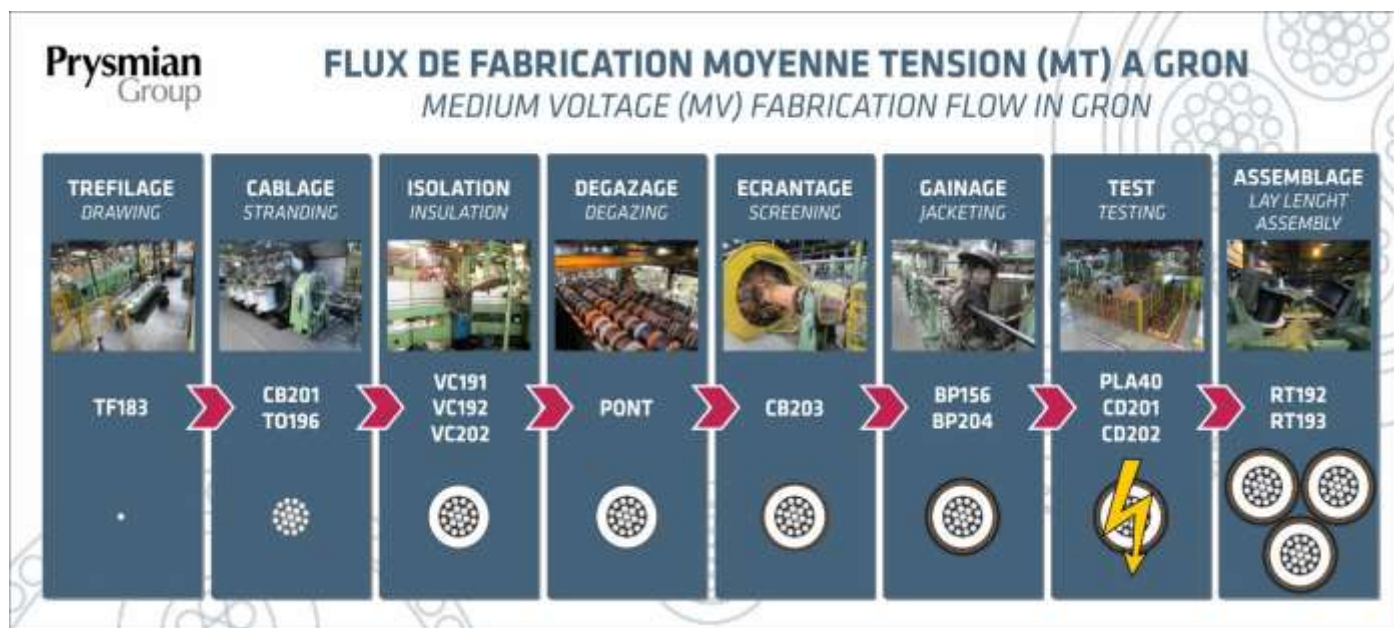 Prysmian
Group
FLUX DE FABRICATION MOYENNE TENSION (MT) A GRON
MEDIUM VOLTAGE (MV) FABRICATION FLOW IN GRON
TREFILAGE
DRAWING
TF183
CABLAGE
STRANDING
CB201
TO196
ISOLATION
INSULATION
VC191
VC192
VC202
DEGAZAGE
DEGAZING
PONT
ECRANTAGE
SCREENING
CB203
GAINAGE
JACKETING
BP156
BP204
TEST
TESTING
PLA40
CD201
CD202
ASSEMBLAGE
LAY LENGHT
ASSEMBLY
RT192
RT193